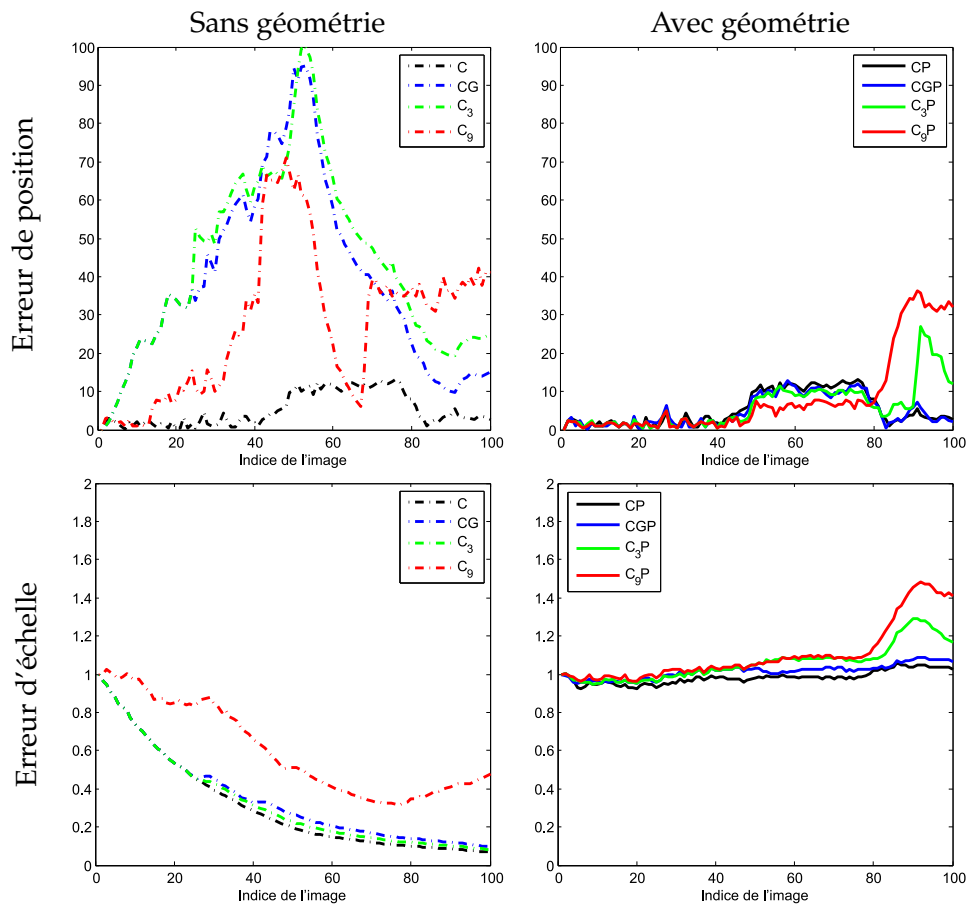 Sans géométrie
Avec géométrie
Erreur de position
100
90
80
70
60
50
40
30
20
10
0
0 20 40 60 80 100
Indice de l'image
C
CG
C₃
C₉
100
90
80
70
60
50
40
30
20
10
0
0 20 40 60 80 100
Indice de l'image
CP
CGP
C₃P
C₉P
Erreur d'échelle
2
1.8
1.6
1.4
1.2
1
0.8
0.6
0.4
0.2
0
0 20 40 60 80 100
Indice de l'image
C
CG
C₃
C₉
2
1.8
1.6
1.4
1.2
1
0.8
0.6
0.4
0.2
0
0 20 40 60 80 100
Indice de l'image
CP
CGP
C₃P
C₉P